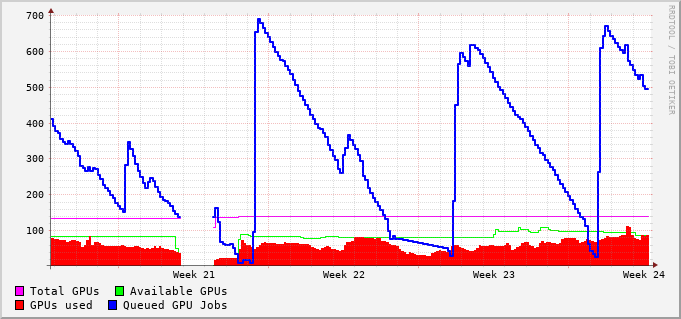 700
600
500
400
300
200
100
Week 21 Week 22 Week 23 Week 24
Total GPUs Available GPUs
GPUs used Queued GPU Jobs
RRDTOOL / TOBI OETIKER